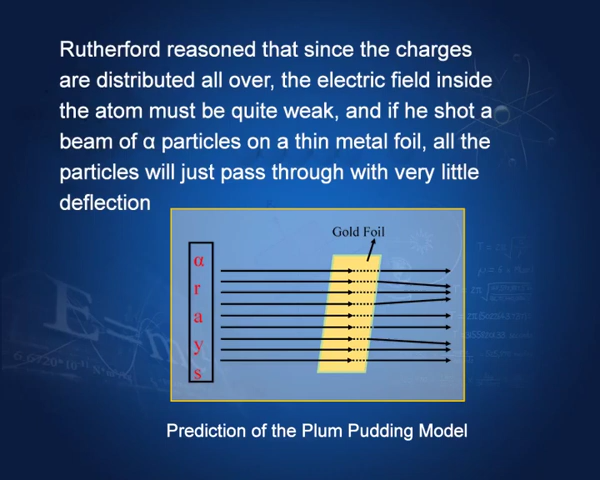 Rutherford reasoned that since the charges
are distributed all over, the electric field inside
the atom must be quite weak, and if he shot a
beam of α particles on a thin metal foil, all the
particles will just pass through with very little
deflection
Gold Foil
α
r
a
y
s
E=m
Prediction of the Plum Pudding Model